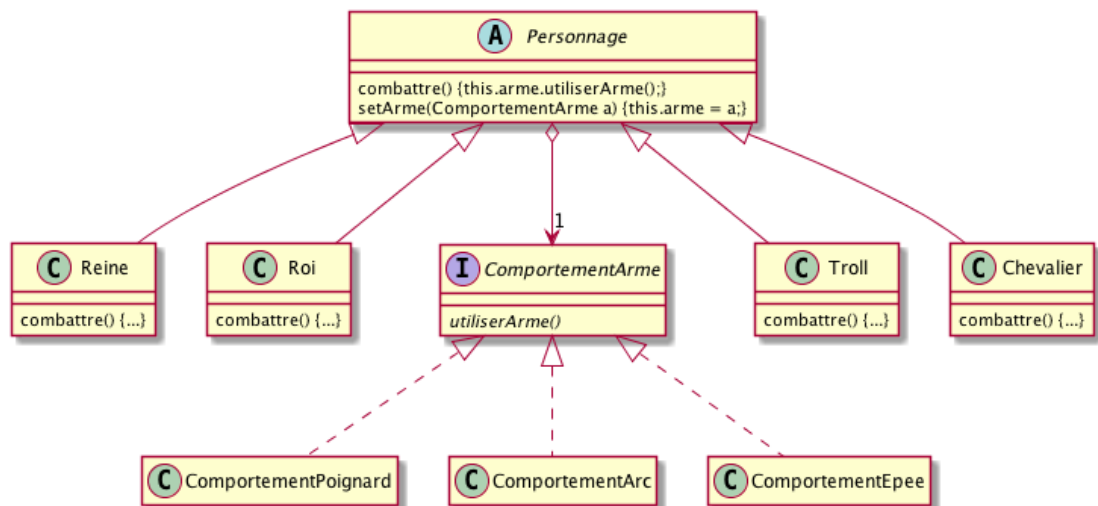 A Personnage
combattre() {this.arme.utiliserArme();}
setArme(ComportementArme a) {this.arme = a;}
1
C Reine
combattre() {...}
C Roi
combattre() {...}
I ComportementArme
utiliserArme()
C Troll
combattre() {...}
C Chevalier
combattre() {...}
C ComportementPoignard
C ComportementArc
C ComportementEpee